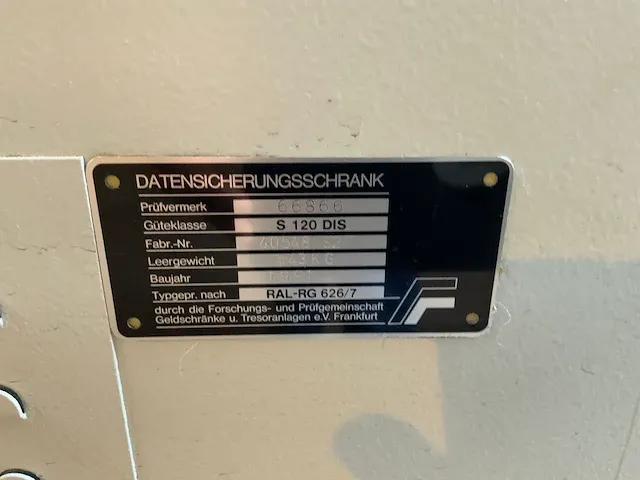 DATENSICHERUNGSSCHRANK
Prüfvermerk 66866
Güteklasse S 120 DIS
Fabr.-Nr.
Leergewicht KG
Baujahr
Typgepr. nach RAL-RG 626/7
durch die Forschungs- und Prüfgemeinschaft
Geldschränke u. Tresoranlagen e.V. Frankfurt